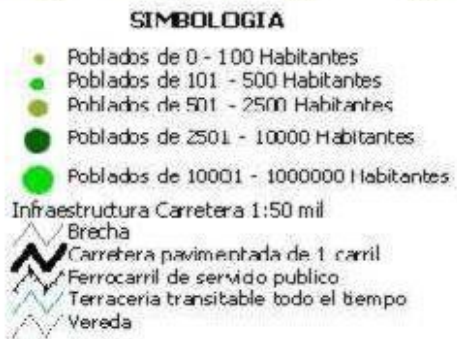 SIMBOLOGIA
Poblados de 0 - 100 Habitantes
Poblados de 101 - 500 Habitantes
Poblados de 501 - 2500 Habitantes
Poblados de 2501 - 10000 Habitantes
Poblados de 10001 - 1000000 Habitantes
Infraestructura Carretera 1:50 mil
Brecha
Carretera pavimentada de 1 carril
Ferrocarril de servicio publico
Terraceria transitable todo el tiempo
Vereda